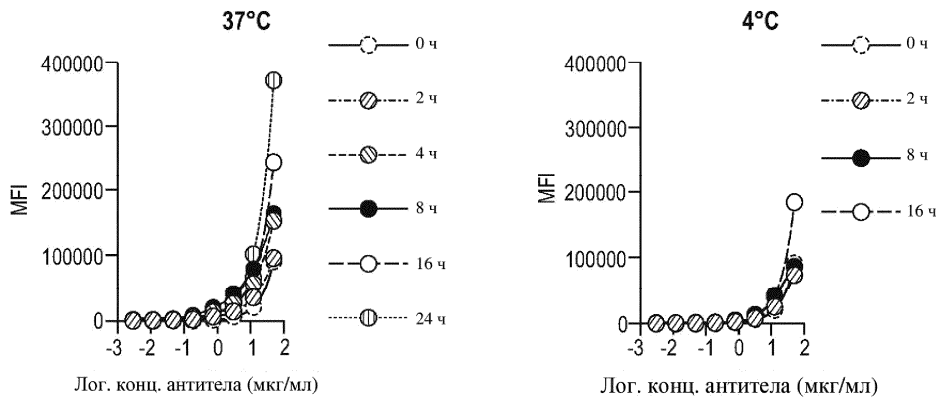 37°C
0 ч
2 ч
4 ч
8 ч
16 ч
24 ч
MFI
400000
300000
200000
100000
0
-3 -2 -1 0 1 2
Лог. конц. антитела (мкг/мл)
4°C
0 ч
2 ч
8 ч
16 ч
MFI
400000
300000
200000
100000
0
-3 -2 -1 0 1 2
Лог. конц. антитела (мкг/мл)